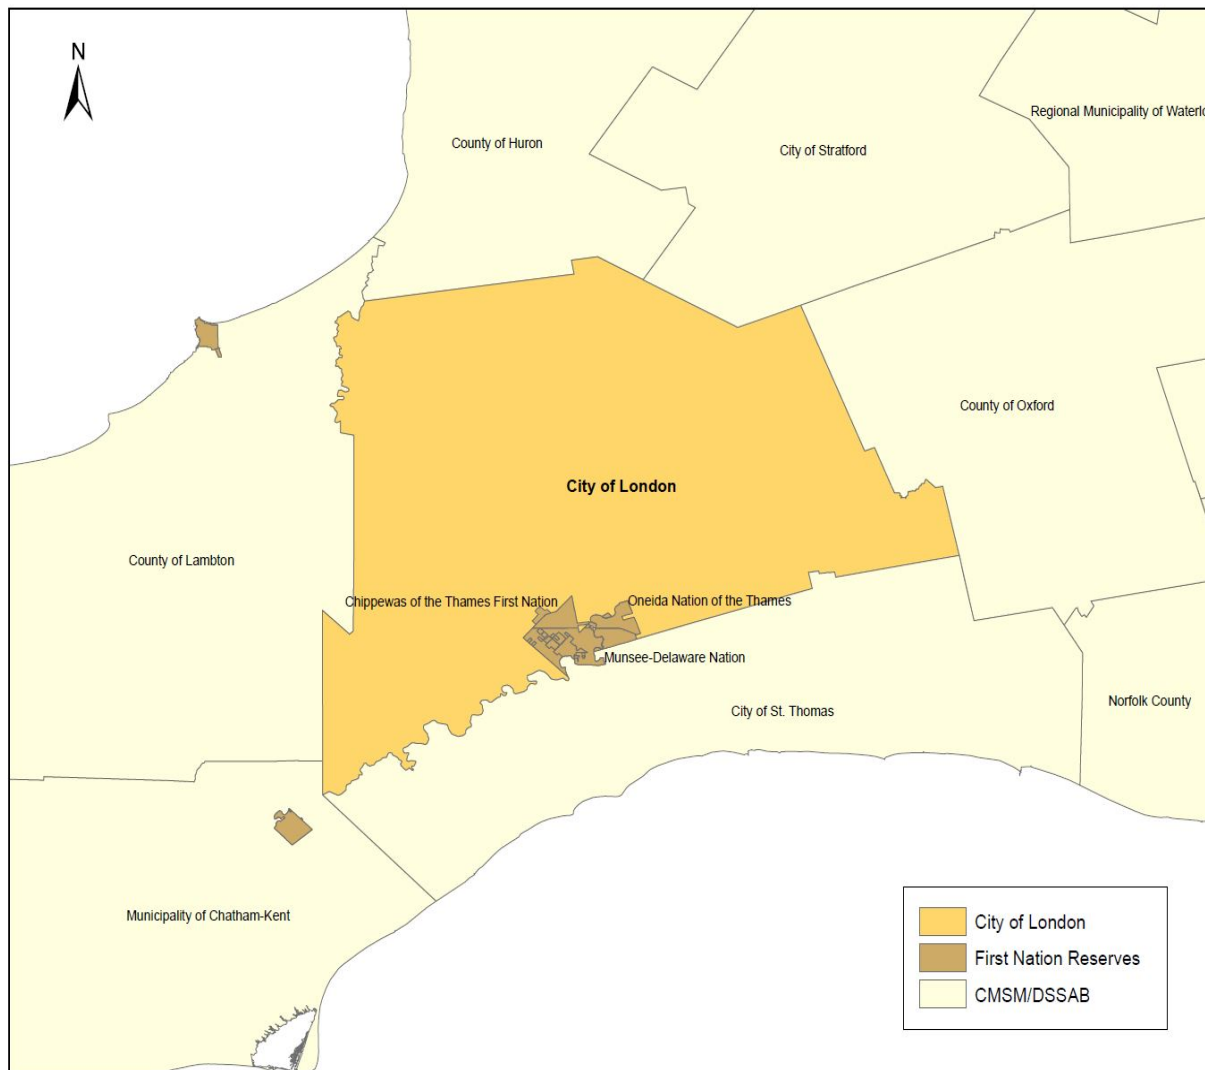 N
Regional Municipality of Waterlo
County of Huron
City of Stratford
County of Oxford
City of London
County of Lambton
Chippewas of the Thames First Nation
Oneida Nation of the Thames
Munsee-Delaware Nation
City of St. Thomas
Norfolk County
Municipality of Chatham-Kent
City of London
First Nation Reserves
CMSM/DSSAB